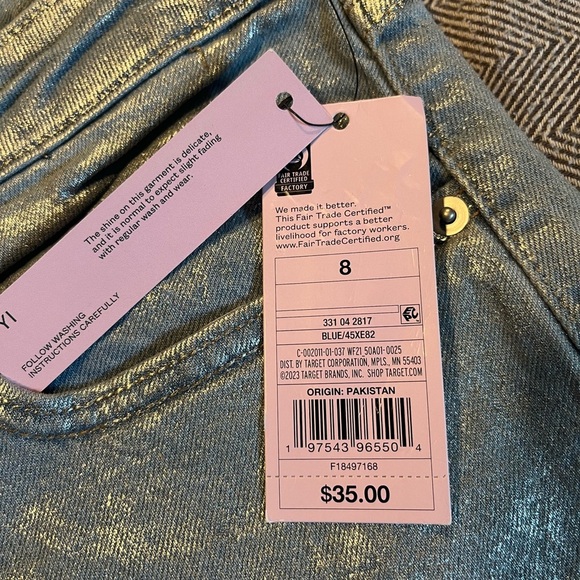 YI
The shine on this garment is delicate,
and it is normal to expect slight fading
with regular wash and wear.
FOLLOW WASHING
INSTRUCTIONS CAREFULLY
FAIR TRADE
CERTIFIED
FACTORY
We made it better.
This Fair Trade Certified™
product supports a better
livelihood for factory workers.
www.FairTradeCertified.org
8
331 04 2817
BLUE/45XE82
C-002011-01-037 WF21_50A01-0025
DIST. BY TARGET CORPORATION, MPLS., MN 55403
©2023 TARGET BRANDS, INC. SHOP TARGET.COM
ORIGIN: PAKISTAN
1 97543 96550 4
F18497168
$35.00